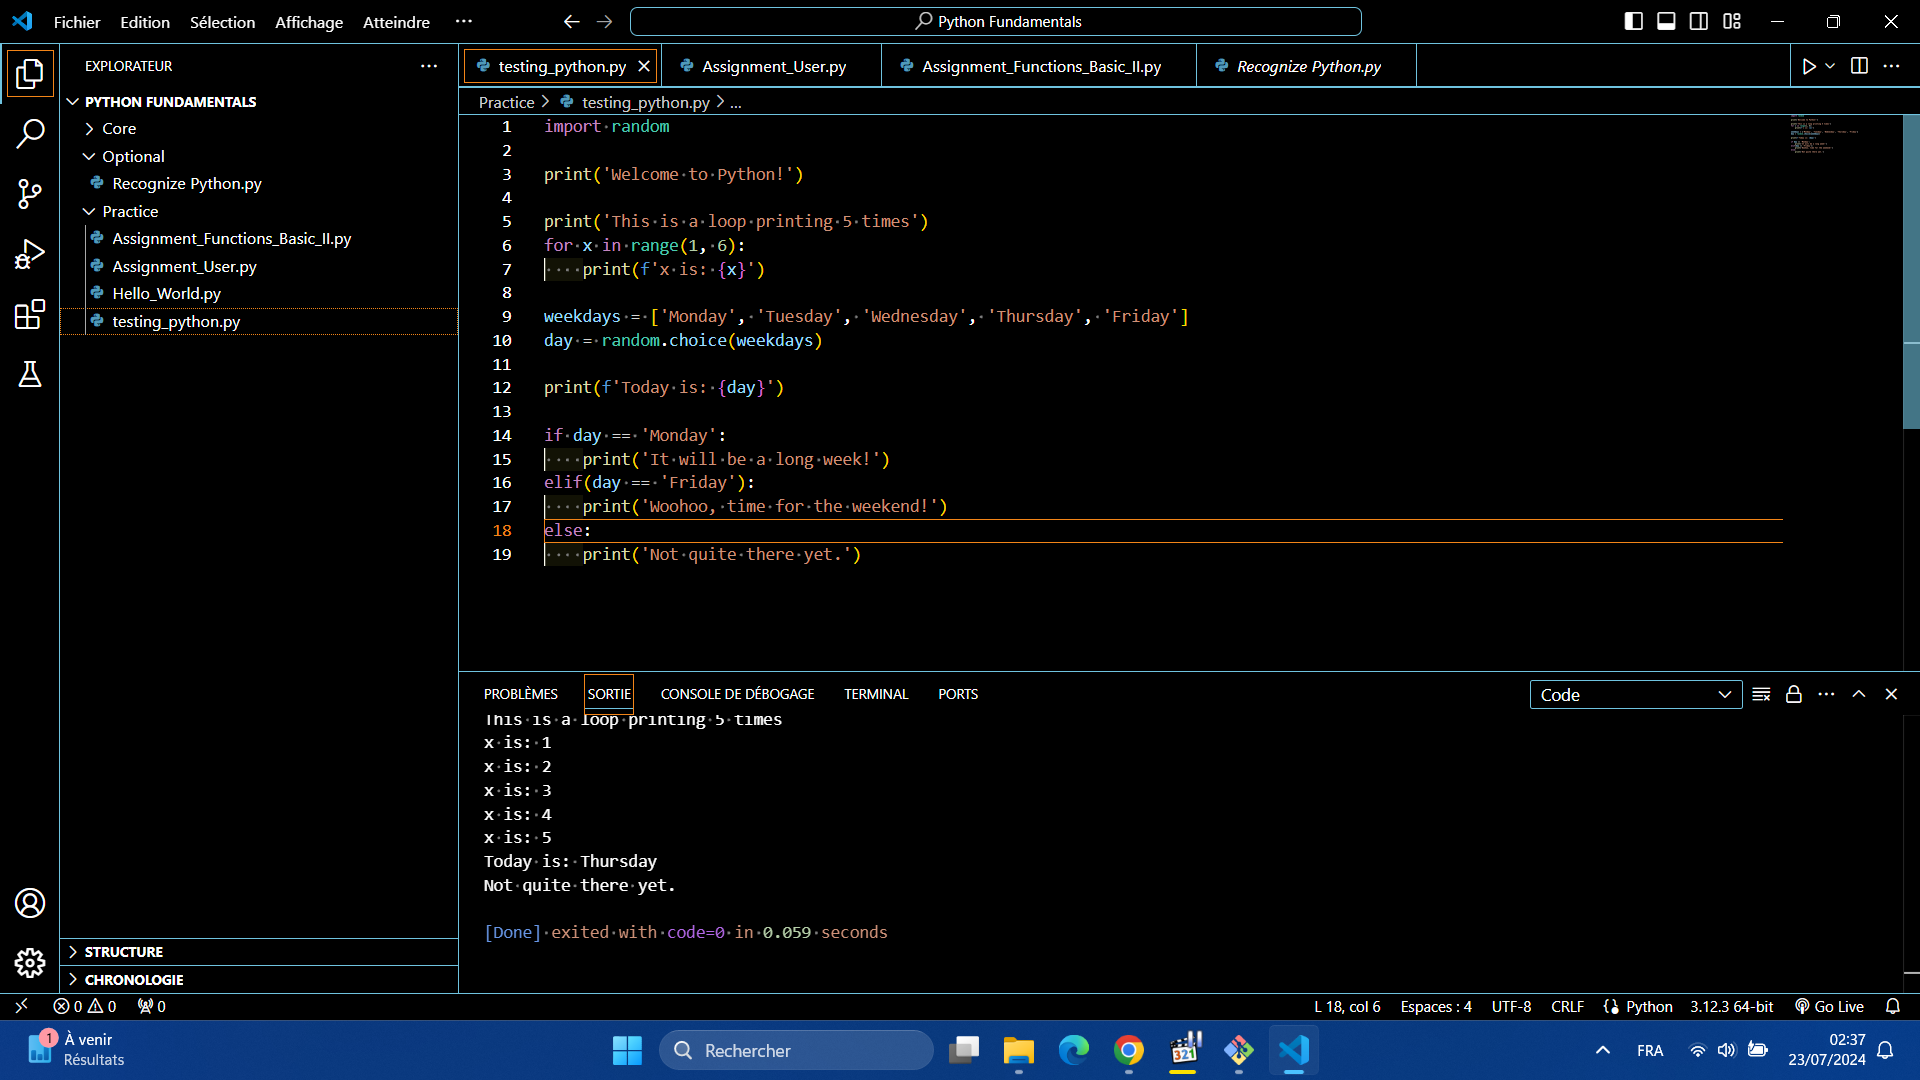 Fichier Edition Sélection Affichage Atteindre ··· Python Fundamentals
EXPLORATEUR ···
PYTHON FUNDAMENTALS
Core
Optional
Recognize Python.py
Practice
Assignment_Functions_Basic_II.py
Assignment_User.py
Hello_World.py
testing_python.py
STRUCTURE
CHRONOLOGIE
testing_python.py Assignment_User.py Assignment_Functions_Basic_II.py Recognize Python.py
Practice > testing_python.py > ...
1 import random
2
3 print('Welcome to Python!')
4
5 print('This is a loop printing 5 times')
6 for x in range(1, 6):
7     print(f'x is: {x}')
8
9 weekdays = ['Monday', 'Tuesday', 'Wednesday', 'Thursday', 'Friday']
10 day = random.choice(weekdays)
11
12 print(f'Today is: {day}')
13
14 if day == 'Monday':
15     print('It will be a long week!')
16 elif(day == 'Friday'):
17     print('Woohoo, time for the weekend!')
18 else:
19     print('Not quite there yet.')
PROBLÈMES SORTIE CONSOLE DE DÉBOGAGE TERMINAL PORTS Code
This is a loop printing 5 times
x is: 1
x is: 2
x is: 3
x is: 4
x is: 5
Today is: Thursday
Not quite there yet.
[Done] exited with code=0 in 0.059 seconds
0 0 0 L 18, col 6 Espaces : 4 UTF-8 CRLF Python 3.12.3 64-bit Go Live
1 À venir
Résultats
Rechercher
321
FRA
02:37
23/07/2024